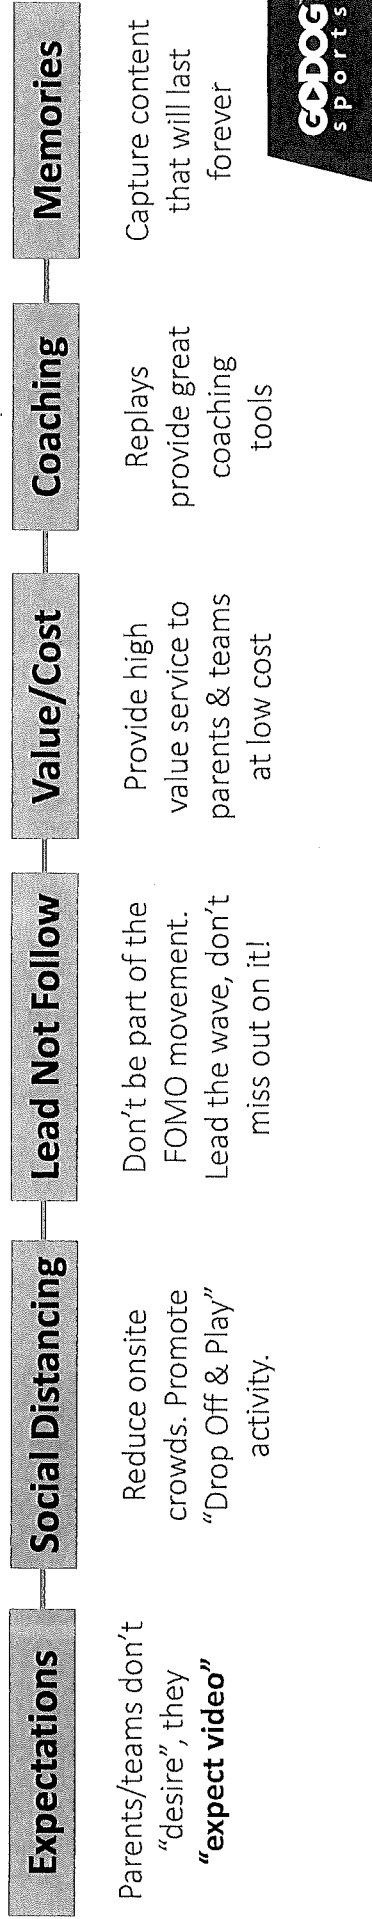 Expectations
Parents/teams don't
"desire", they
"expect video"
Social Distancing
Reduce onsite
crowds. Promote
"Drop Off & Play"
activity.
Lead Not Follow
Don't be part of the
FOMO movement.
Lead the wave, don't
miss out on it!
Value/Cost
Provide high
value service to
parents & teams
at low cost
Coaching
Replays
provide great
coaching
tools
Memories
Capture content
that will last
forever
GODOG
sports